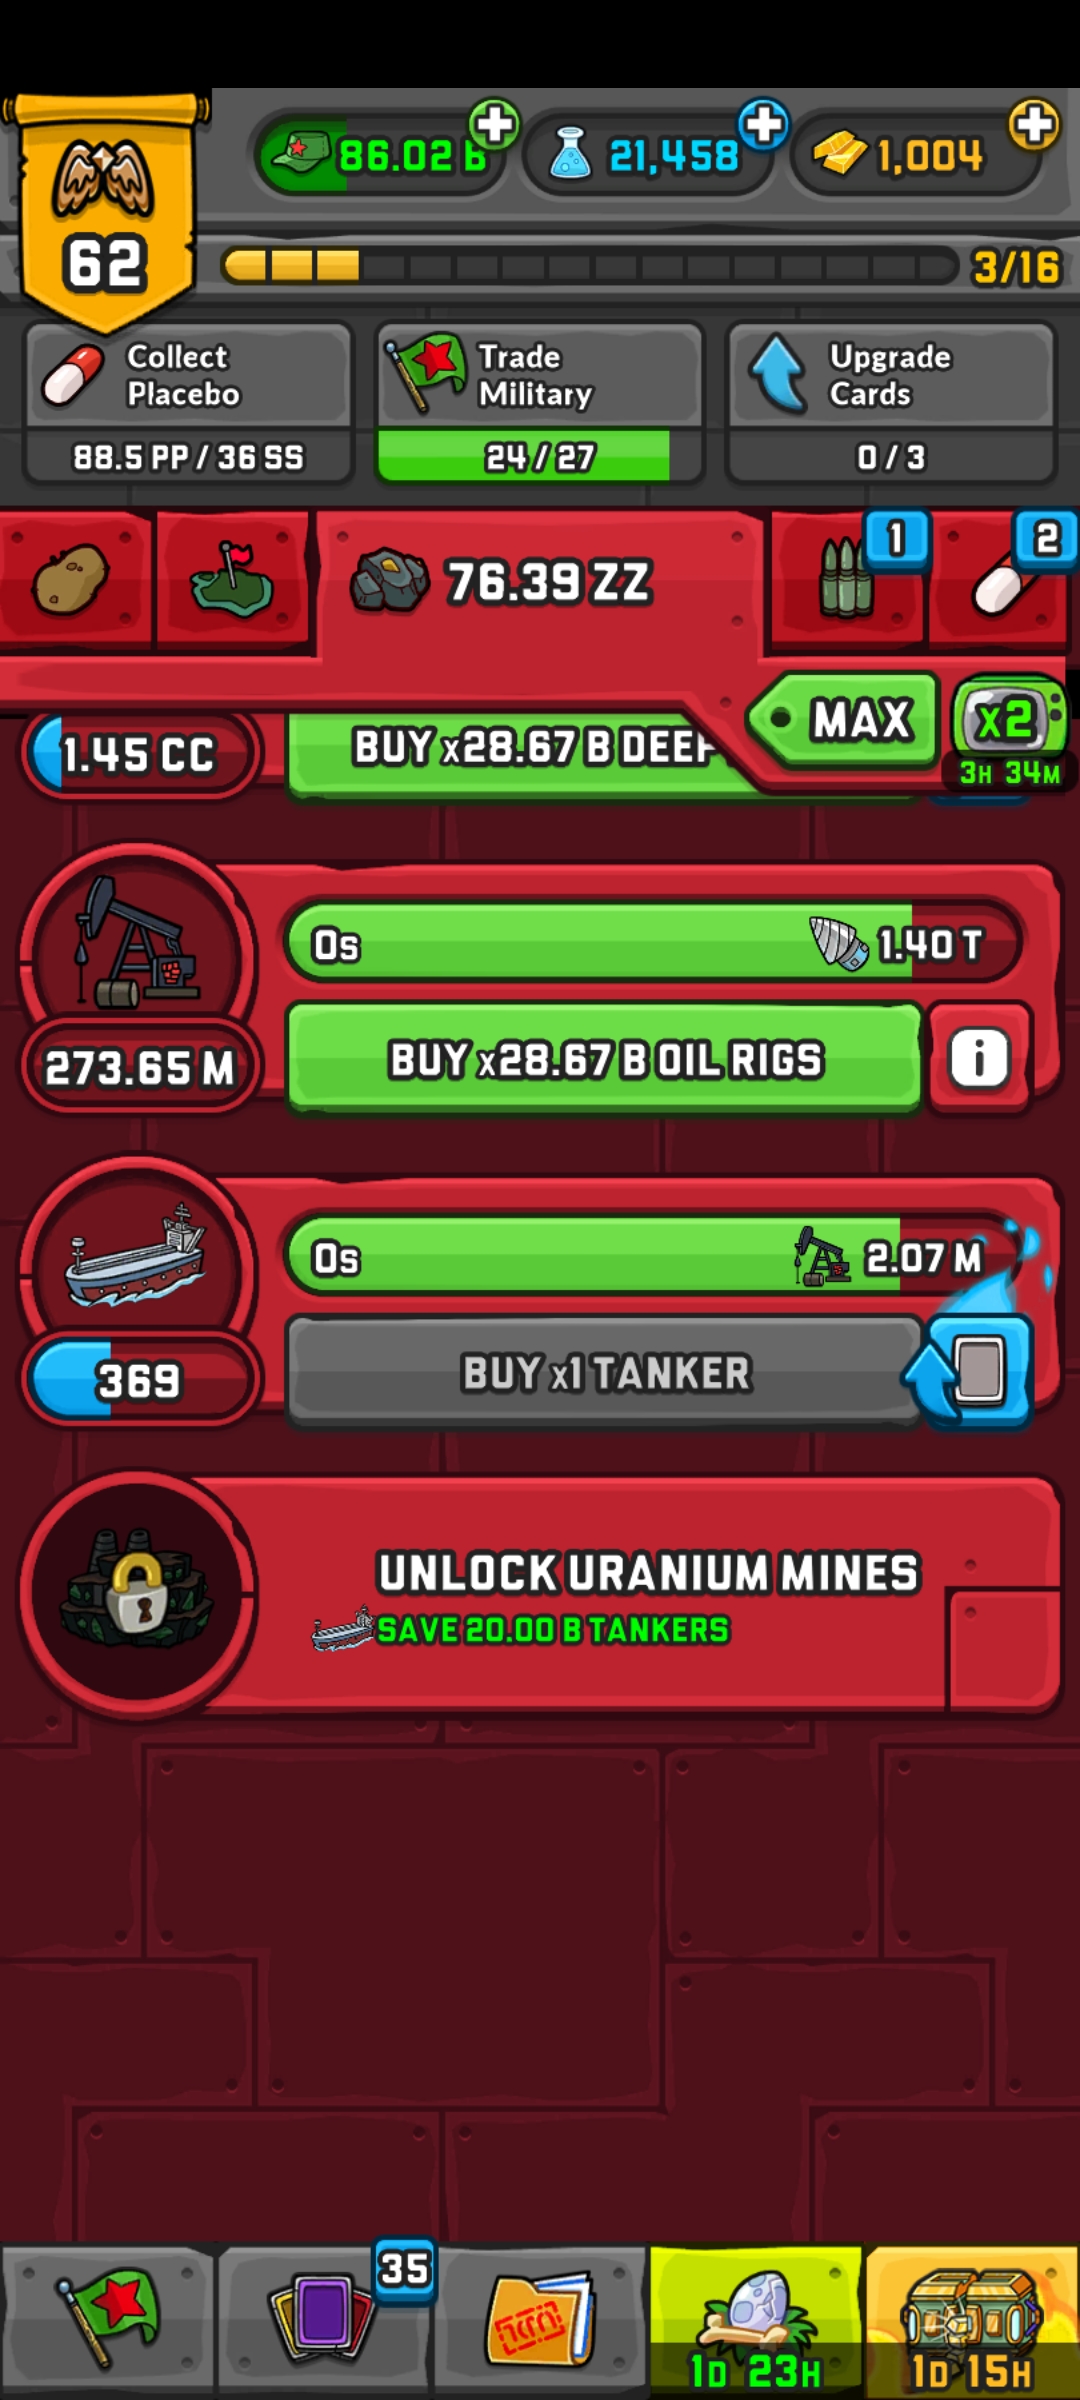 62
86.02 B
21,458
1,004
3/16
Collect
Placebo
88.5 PP / 36 SS
Trade
Military
24 / 27
Upgrade
Cards
0 / 3
76.39 ZZ
1
2
MAX
x2
3H 34M
1.45 CC
BUY x28.67 B DEEP
0s
1.40 T
273.65 M
BUY x28.67 B OIL RIGS
i
0s
2.07 M
369
BUY x1 TANKER
UNLOCK URANIUM MINES
SAVE 20.00 B TANKERS
35
1D 23H
1D 15H